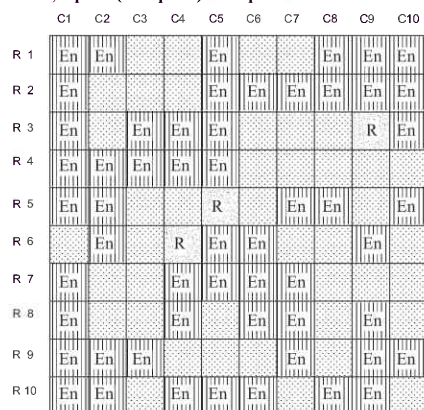 C1 C2 C3 C4 C5 C6 C7 C8 C9 C10
R 1 En En En En En En
R 2 En En En En En En En
R 3 En En En En R En
R 4 En En En En En
R 5 En En R En En En
R 6 En R En En En
R 7 En En En En En En
R 8 En En En En En
R 9 En En En En En En
R 10 En En En En En En En